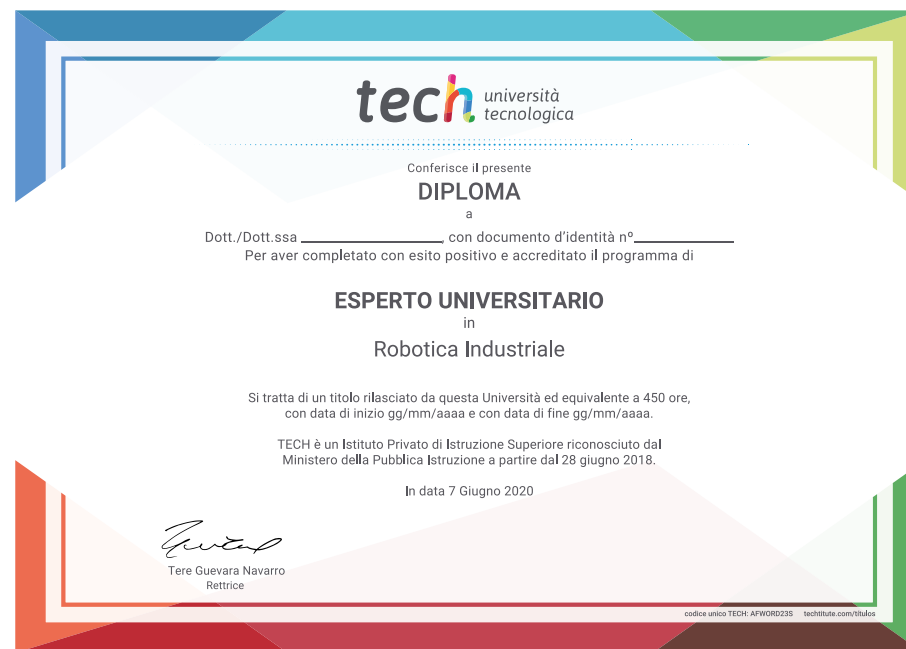 tech università
tecnologica
Conferisce il presente
DIPLOMA
a
Dott./Dott.ssa ____________________, con documento d'identità nº______________
Per aver completato con esito positivo e accreditato il programma di
ESPERTO UNIVERSITARIO
in
Robotica Industriale
Si tratta di un titolo rilasciato da questa Università ed equivalente a 450 ore,
con data di inizio gg/mm/aaaa e con data di fine gg/mm/aaaa.
TECH è un Istituto Privato di Istruzione Superiore riconosciuto dal
Ministero della Pubblica Istruzione a partire dal 28 giugno 2018.
In data 7 Giugno 2020
Tere Guevara Navarro
Rettrice
codice unico TECH: AFWORD23S techtitute.com/titulos